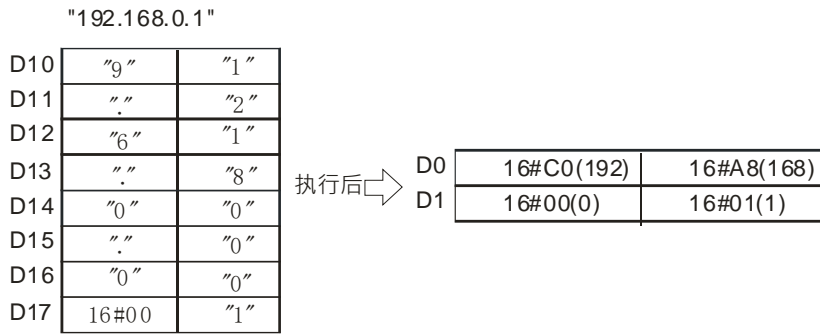 "192.168.0.1"
D10 "9" "1"
D11 "." "2"
D12 "6" "1"
D13 "." "8"
D14 "0" "0"
D15 "." "0"
D16 "0" "0"
D17 16#00 "1"
执行后
D0 16#C0(192) 16#A8(168)
D1 16#00(0) 16#01(1)